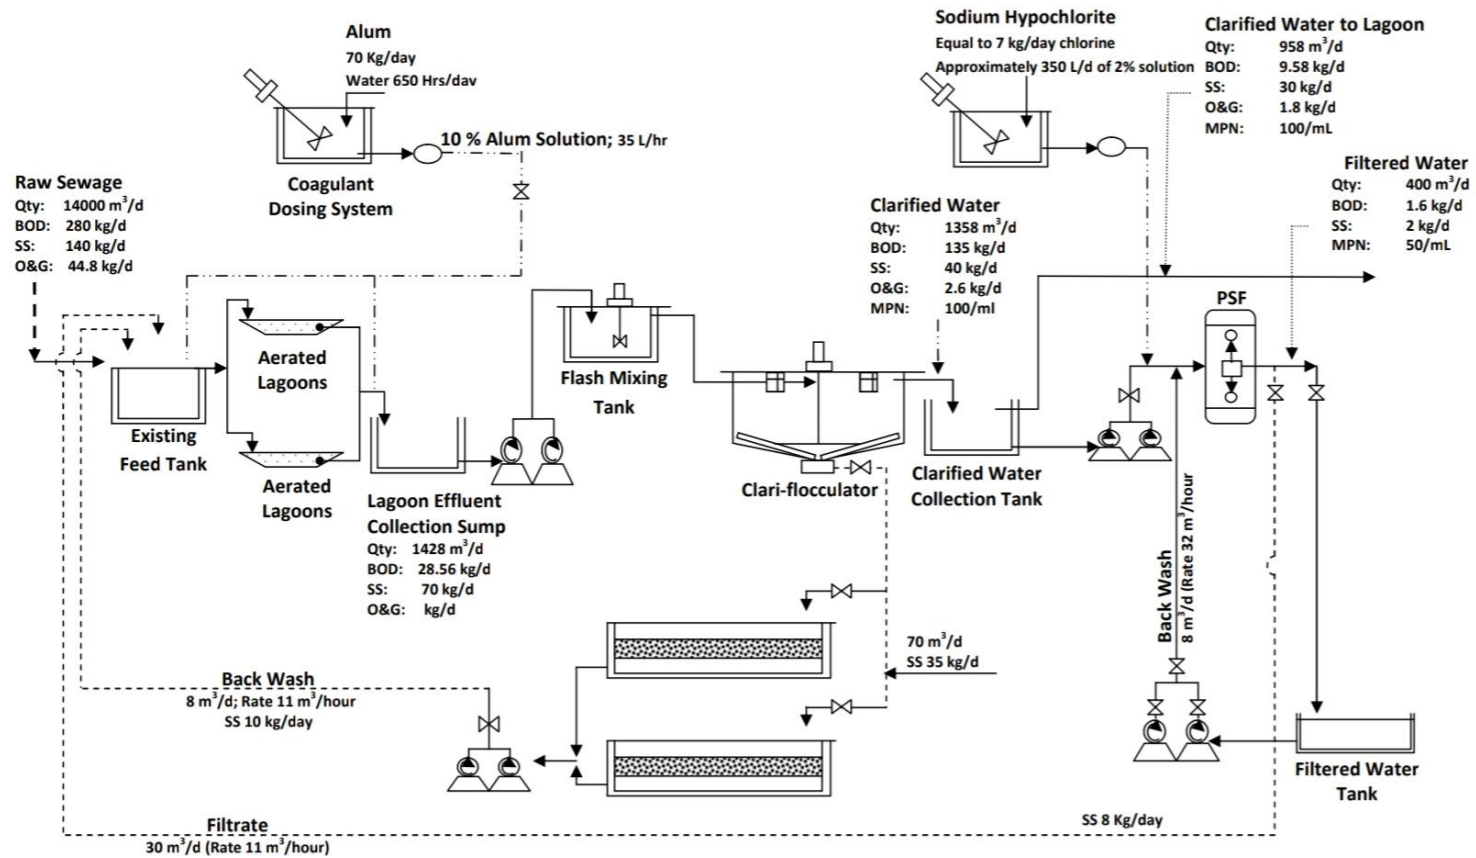 Alum
70 Kg/day
Water 650 Hrs/day
10 % Alum Solution; 35 L/hr
Coagulant
Dosing System
Raw Sewage
Qty: 14000 m³/d
BOD: 280 kg/d
SS: 140 kg/d
O&G: 44.8 kg/d
Existing
Feed Tank
Aerated
Lagoons
Aerated
Lagoons
Lagoon Effluent
Collection Sump
Qty: 1428 m³/d
BOD: 28.56 kg/d
SS: 70 kg/d
O&G: kg/d
Flash Mixing
Tank
Clari-flocculator
Clarified Water
Qty: 1358 m³/d
BOD: 135 kg/d
SS: 40 kg/d
O&G: 2.6 kg/d
MPN: 100/ml
Clarified Water
Collection Tank
Sodium Hypochlorite
Equal to 7 kg/day chlorine
Approximately 350 L/d of 2% solution
Clarified Water to Lagoon
Qty: 958 m³/d
BOD: 9.58 kg/d
SS: 30 kg/d
O&G: 1.8 kg/d
MPN: 100/mL
Filtered Water
Qty: 400 m³/d
BOD: 1.6 kg/d
SS: 2 kg/d
MPN: 50/mL
PSF
Back Wash
8 m³/d (Rate 32 m³/hour
Filtered Water
Tank
70 m³/d
SS 35 kg/d
Back Wash
8 m³/d; Rate 11 m³/hour
SS 10 kg/day
Filtrate
30 m³/d (Rate 11 m³/hour)
SS 8 Kg/day